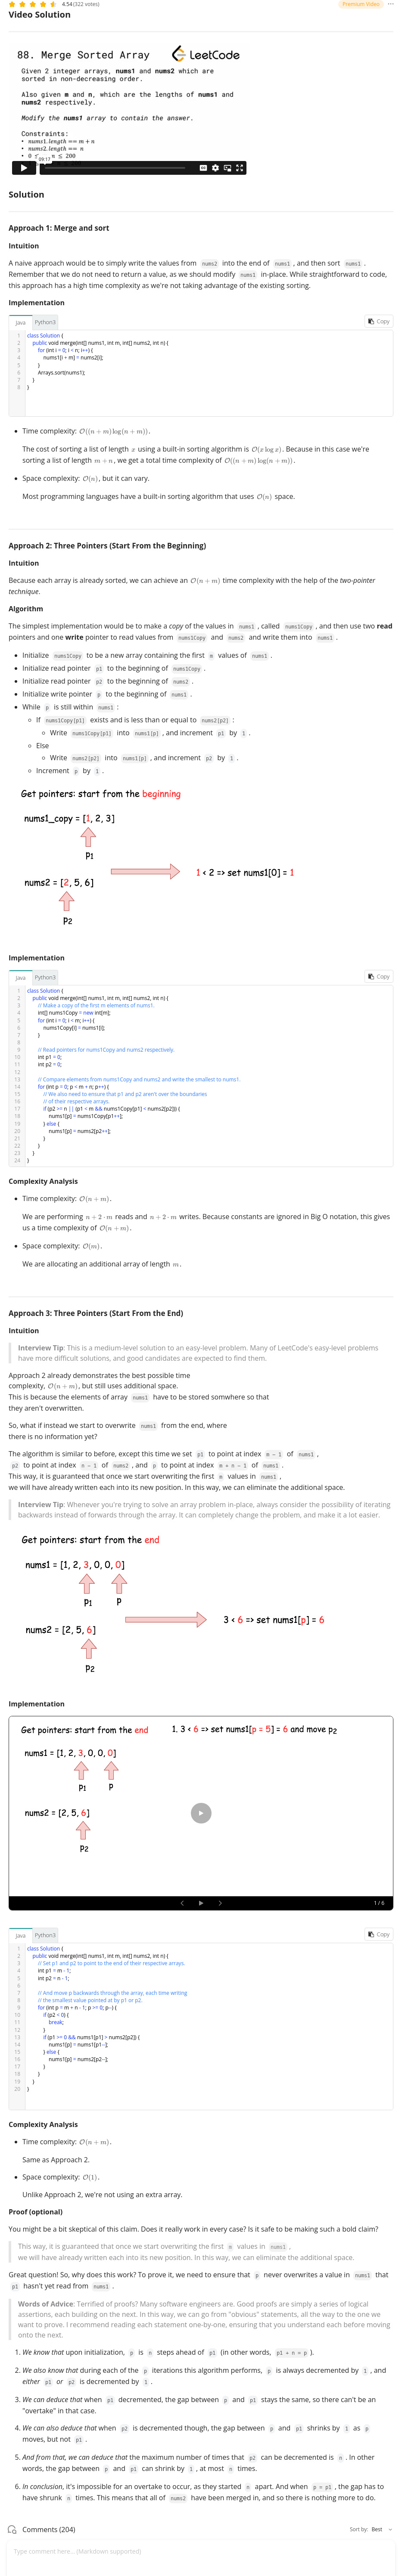 4.54 (322 votes)
Premium Video
Video Solution
88. Merge Sorted Array
LeetCode
Given 2 integer arrays, nums1 and nums2 which are
sorted in non-decreasing order.
Also given m and n, which are the lengths of nums1 and
nums2 respectively.
Modify the nums1 array to contain the answer.
Constraints:
• nums1.length == m + n
• nums2.length == n
09:17
Solution
Approach 1: Merge and sort
Intuition
A naive approach would be to simply write the values from nums2 into the end of nums1, and then sort nums1.
Remember that we do not need to return a value, as we should modify nums1 in-place. While straightforward to code,
this approach has a high time complexity as we're not taking advantage of the existing sorting.
Implementation
Java Python3 Copy
1 class Solution {
2 public void merge(int[] nums1, int m, int[] nums2, int n) {
3 for (int i = 0; i < n; i++) {
4 nums1[i + m] = nums2[i];
5 }
6 Arrays.sort(nums1);
7 }
8 }
• Time complexity: O((n + m) log(n + m)).
The cost of sorting a list of length x using a built-in sorting algorithm is O(x log x). Because in this case we're
sorting a list of length m + n, we get a total time complexity of O((n + m) log(n + m)).
• Space complexity: O(n), but it can vary.
Most programming languages have a built-in sorting algorithm that uses O(n) space.
Approach 2: Three Pointers (Start From the Beginning)
Intuition
Because each array is already sorted, we can achieve an O(n + m) time complexity with the help of the two-pointer
technique.
Algorithm
The simplest implementation would be to make a copy of the values in nums1, called nums1Copy, and then use two read
pointers and one write pointer to read values from nums1Copy and nums2 and write them into nums1.
• Initialize nums1Copy to be a new array containing the first m values of nums1.
• Initialize read pointer p1 to the beginning of nums1Copy.
• Initialize read pointer p2 to the beginning of nums2.
• Initialize write pointer p to the beginning of nums1.
• While p is still within nums1:
◦ If nums1Copy[p1] exists and is less than or equal to nums2[p2]:
▪ Write nums1Copy[p1] into nums1[p], and increment p1 by 1.
◦ Else
▪ Write nums2[p2] into nums1[p], and increment p2 by 1.
◦ Increment p by 1.
Get pointers: start from the beginning
nums1_copy = [1, 2, 3]
p1
1 < 2 => set nums1[0] = 1
nums2 = [2, 5, 6]
p2
Implementation
Java Python3 Copy
1 class Solution {
2 public void merge(int[] nums1, int m, int[] nums2, int n) {
3 // Make a copy of the first m elements of nums1.
4 int[] nums1Copy = new int[m];
5 for (int i = 0; i < m; i++) {
6 nums1Copy[i] = nums1[i];
7 }
8
9 // Read pointers for nums1Copy and nums2 respectively.
10 int p1 = 0;
11 int p2 = 0;
12
13 // Compare elements from nums1Copy and nums2 and write the smallest to nums1.
14 for (int p = 0; p < m + n; p++) {
15 // We also need to ensure that p1 and p2 aren't over the boundaries
16 // of their respective arrays.
17 if (p2 >= n || (p1 < m && nums1Copy[p1] < nums2[p2])) {
18 nums1[p] = nums1Copy[p1++];
19 } else {
20 nums1[p] = nums2[p2++];
21 }
22 }
23 }
24 }
Complexity Analysis
• Time complexity: O(n + m).
We are performing n + 2 · m reads and n + 2 · m writes. Because constants are ignored in Big O notation, this gives
us a time complexity of O(n + m).
• Space complexity: O(m).
We are allocating an additional array of length m.
Approach 3: Three Pointers (Start From the End)
Intuition
Interview Tip: This is a medium-level solution to an easy-level problem. Many of LeetCode's easy-level problems
have more difficult solutions, and good candidates are expected to find them.
Approach 2 already demonstrates the best possible time
complexity, O(n + m), but still uses additional space.
This is because the elements of array nums1 have to be stored somewhere so that
they aren't overwritten.
So, what if instead we start to overwrite nums1 from the end, where
there is no information yet?
The algorithm is similar to before, except this time we set p1 to point at index m - 1 of nums1,
p2 to point at index n - 1 of nums2, and p to point at index m + n - 1 of nums1.
This way, it is guaranteed that once we start overwriting the first m values in nums1,
we will have already written each into its new position. In this way, we can eliminate the additional space.
Interview Tip: Whenever you're trying to solve an array problem in-place, always consider the possibility of iterating
backwards instead of forwards through the array. It can completely change the problem, and make it a lot easier.
Get pointers: start from the end
nums1 = [1, 2, 3, 0, 0, 0]
p1 p
3 < 6 => set nums1[p] = 6
nums2 = [2, 5, 6]
p2
Implementation
Get pointers: start from the end
1. 3 < 6 => set nums1[p = 5] = 6 and move p2
nums1 = [1, 2, 3, 0, 0, 0]
p1 p
nums2 = [2, 5, 6]
p2
1 / 6
Java Python3 Copy
1 class Solution {
2 public void merge(int[] nums1, int m, int[] nums2, int n) {
3 // Set p1 and p2 to point to the end of their respective arrays.
4 int p1 = m - 1;
5 int p2 = n - 1;
6
7 // And move p backwards through the array, each time writing
8 // the smallest value pointed at by p1 or p2.
9 for (int p = m + n - 1; p >= 0; p--) {
10 if (p2 < 0) {
11 break;
12 }
13 if (p1 >= 0 && nums1[p1] > nums2[p2]) {
14 nums1[p] = nums1[p1--];
15 } else {
16 nums1[p] = nums2[p2--];
17 }
18 }
19 }
20 }
Complexity Analysis
• Time complexity: O(n + m).
Same as Approach 2.
• Space complexity: O(1).
Unlike Approach 2, we're not using an extra array.
Proof (optional)
You might be a bit skeptical of this claim. Does it really work in every case? Is it safe to be making such a bold claim?
This way, it is guaranteed that once we start overwriting the first m values in nums1,
we will have already written each into its new position. In this way, we can eliminate the additional space.
Great question! So, why does this work? To prove it, we need to ensure that p never overwrites a value in nums1 that
p1 hasn't yet read from nums1.
Words of Advice: Terrified of proofs? Many software engineers are. Good proofs are simply a series of logical
assertions, each building on the next. In this way, we can go from "obvious" statements, all the way to the one we
want to prove. I recommend reading each statement one-by-one, ensuring that you understand each before moving
onto the next.
1. We know that upon initialization, p is n steps ahead of p1 (in other words, p1 + n = p).
2. We also know that during each of the p iterations this algorithm performs, p is always decremented by 1, and
either p1 or p2 is decremented by 1.
3. We can deduce that when p1 decremented, the gap between p and p1 stays the same, so there can't be an
"overtake" in that case.
4. We can also deduce that when p2 is decremented though, the gap between p and p1 shrinks by 1 as p
moves, but not p1.
5. And from that, we can deduce that the maximum number of times that p2 can be decremented is n. In other
words, the gap between p and p1 can shrink by 1, at most n times.
6. In conclusion, it's impossible for an overtake to occur, as they started n apart. And when p = p1, the gap has to
have shrunk n times. This means that all of nums2 have been merged in, and so there is nothing more to do.
Comments (204)
Sort by: Best
Type comment here... (Markdown supported)